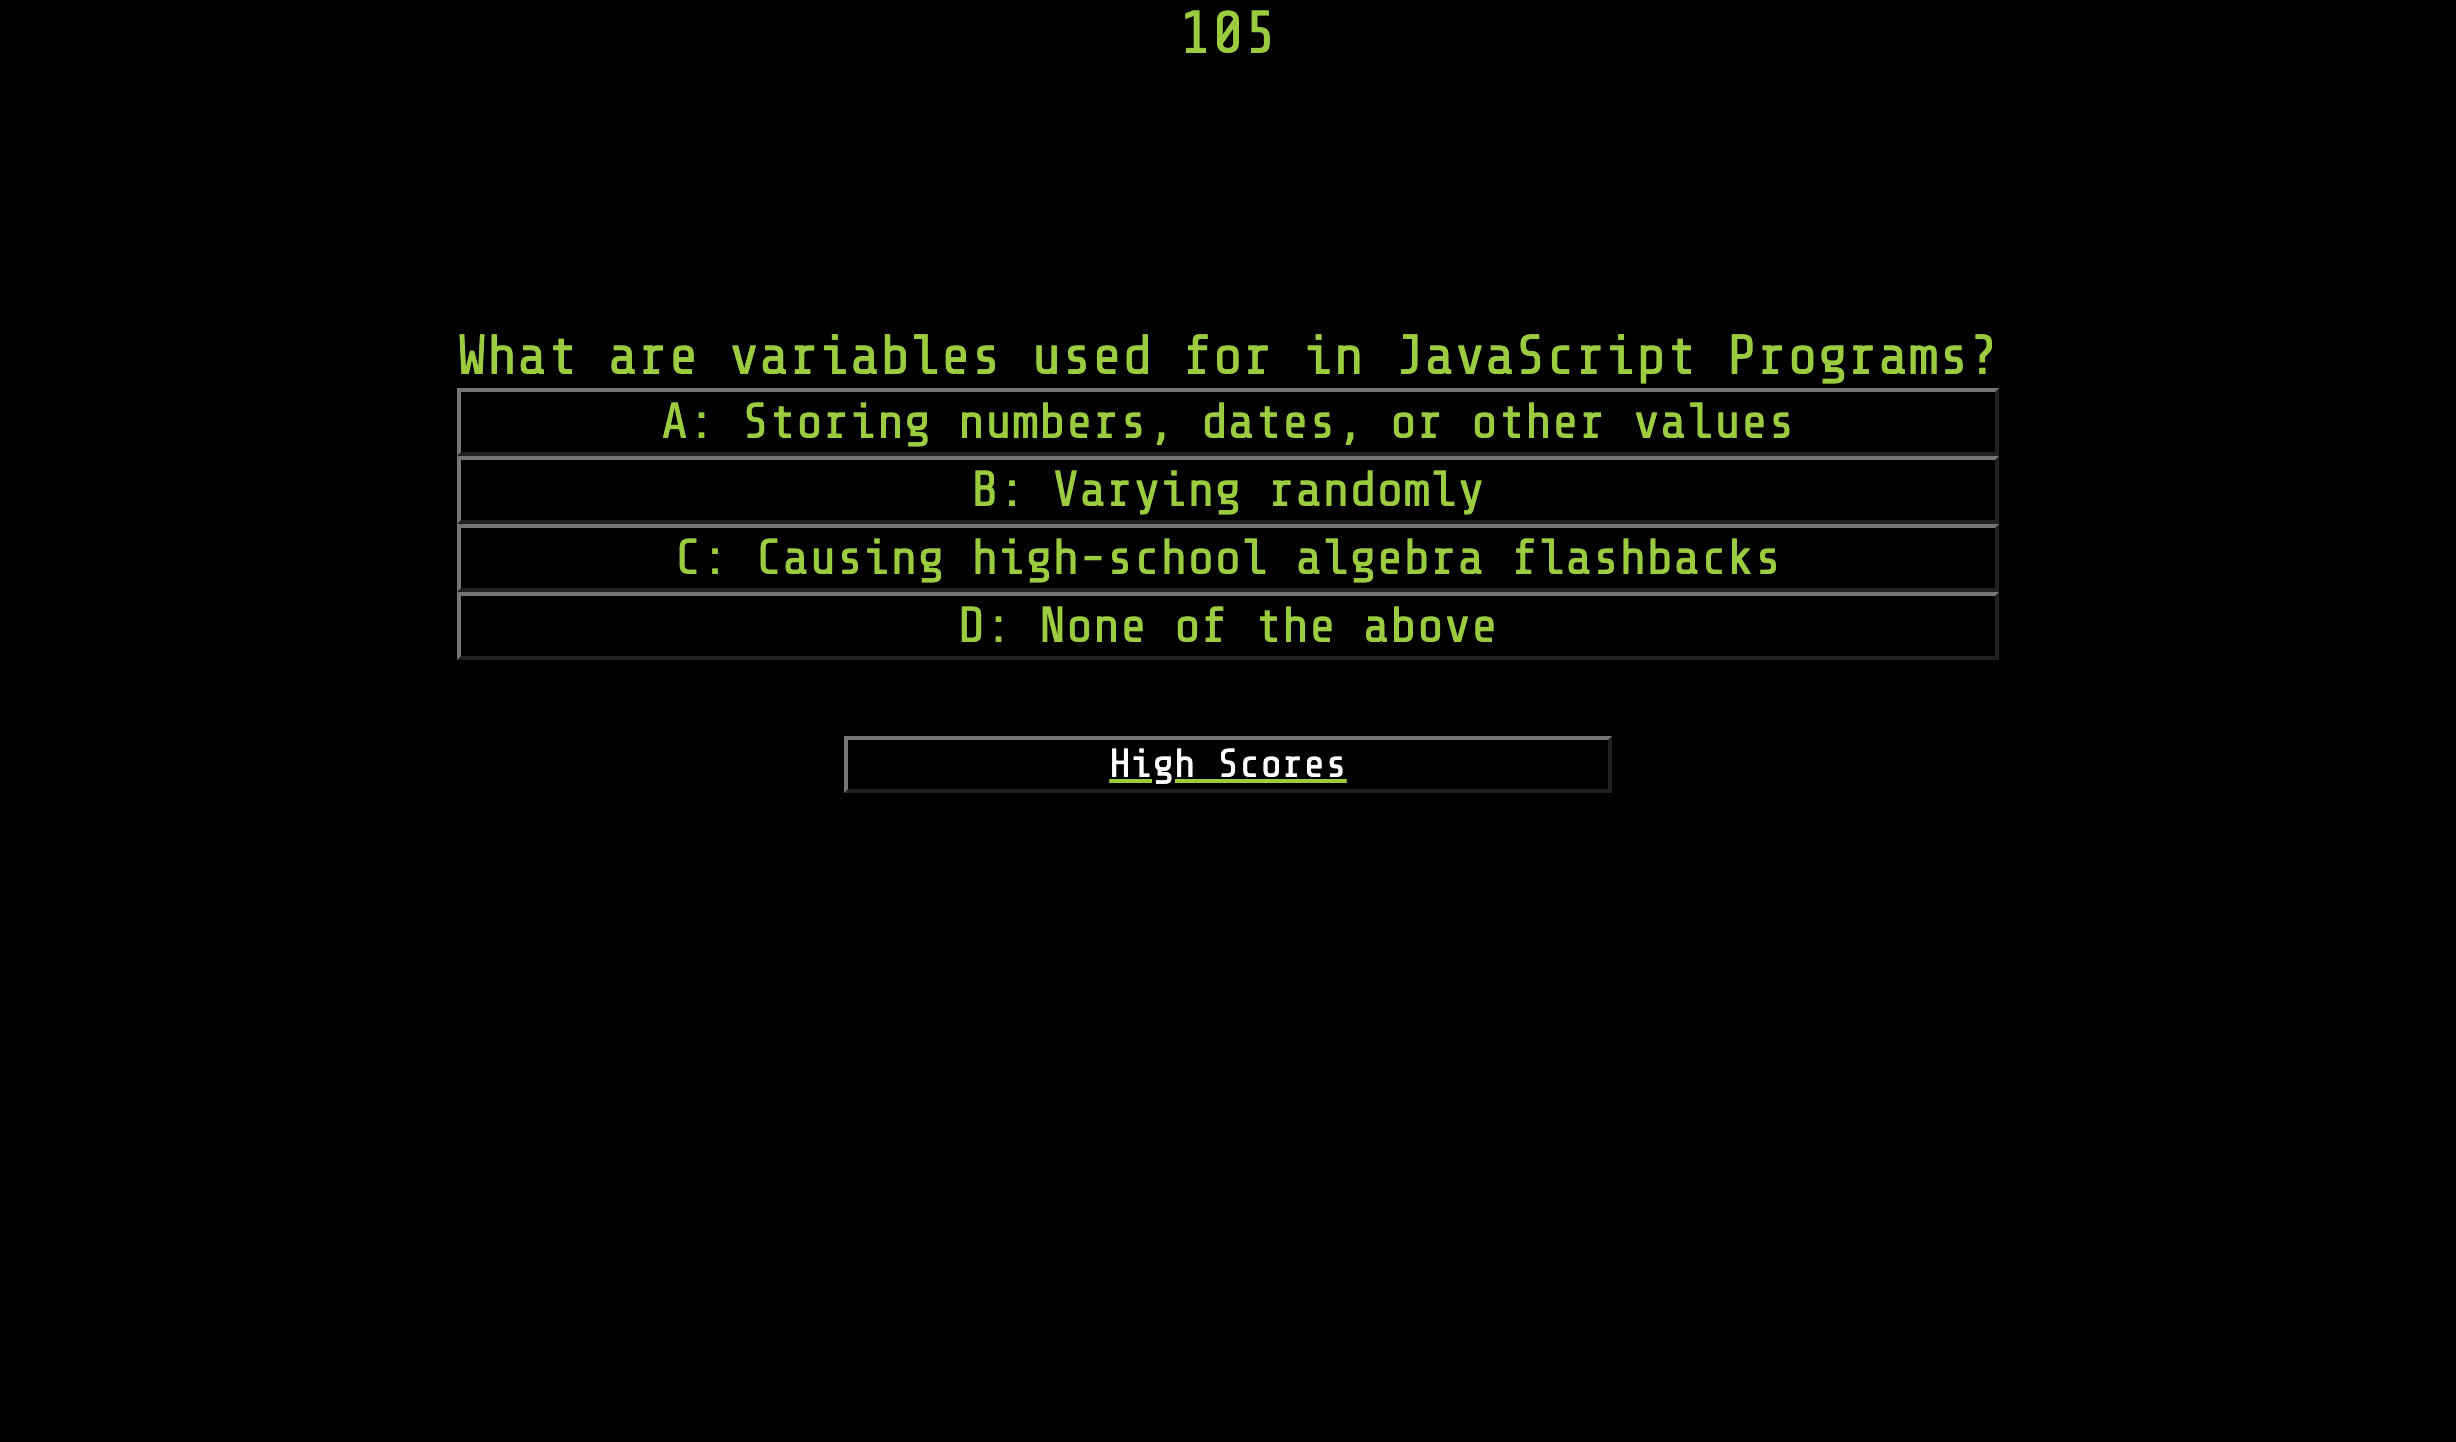 105
What are variables used for in JavaScript Programs?
A: Storing numbers, dates, or other values
B: Varying randomly
C: Causing high-school algebra flashbacks
D: None of the above
High Scores